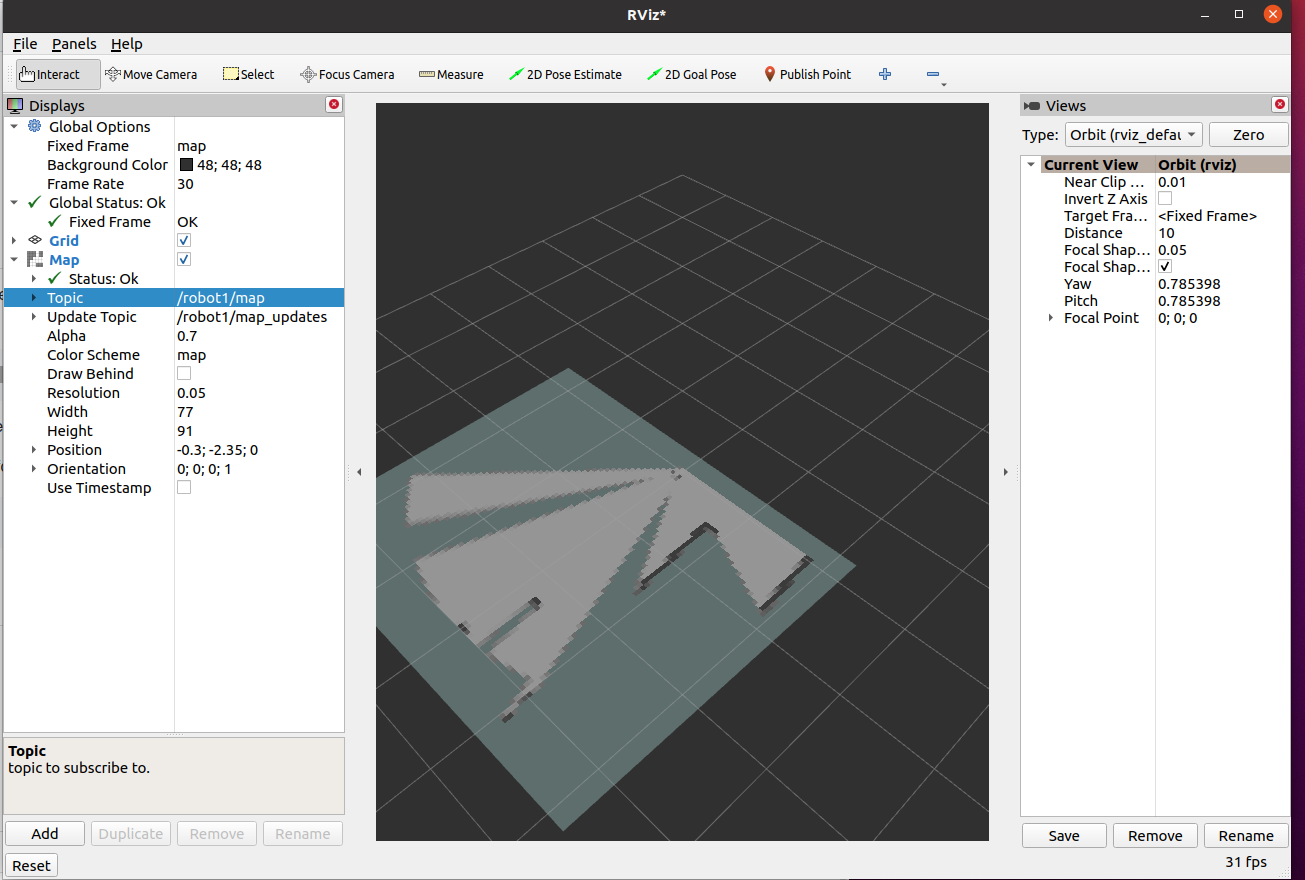 RViz*
File Panels Help
Interact Move Camera Select Focus Camera Measure 2D Pose Estimate 2D Goal Pose Publish Point
Displays
Global Options
Fixed Frame map
Background Color 48; 48; 48
Frame Rate 30
Global Status: Ok
Fixed Frame OK
Grid
Map
Status: Ok
Topic /robot1/map
Update Topic /robot1/map_updates
Alpha 0.7
Color Scheme map
Draw Behind
Resolution 0.05
Width 77
Height 91
Position -0.3; -2.35; 0
Orientation 0; 0; 0; 1
Use Timestamp
Topic
topic to subscribe to.
Add Duplicate Remove Rename
Reset
Views
Type: Orbit (rviz_defau Zero
Current View Orbit (rviz)
Near Clip ... 0.01
Invert Z Axis
Target Fra... <Fixed Frame>
Distance 10
Focal Shap... 0.05
Focal Shap...
Yaw 0.785398
Pitch 0.785398
Focal Point 0; 0; 0
Save Remove Rename
31 fps